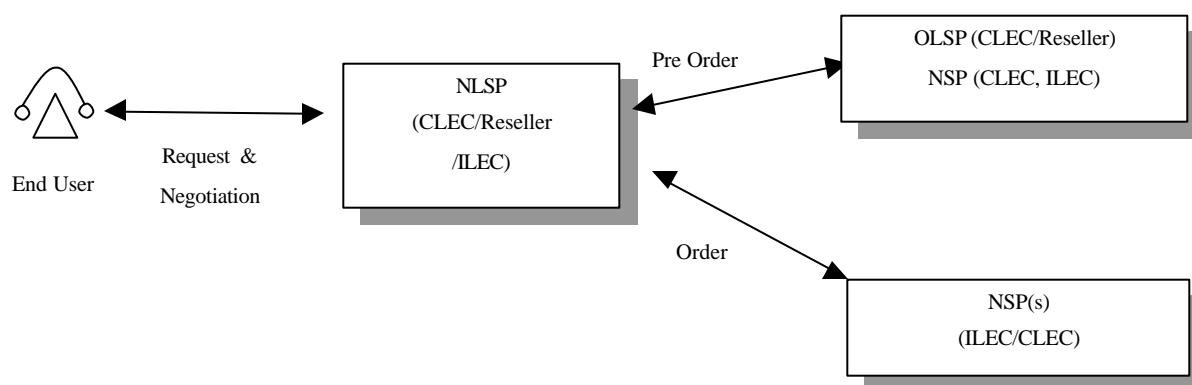 End User
Request & 
Negotiation
NLSP
(CLEC/Reseller
/ILEC)
Pre Order
OLSP (CLEC/Reseller)
NSP (CLEC, ILEC)
Order
NSP(s)
(ILEC/CLEC)